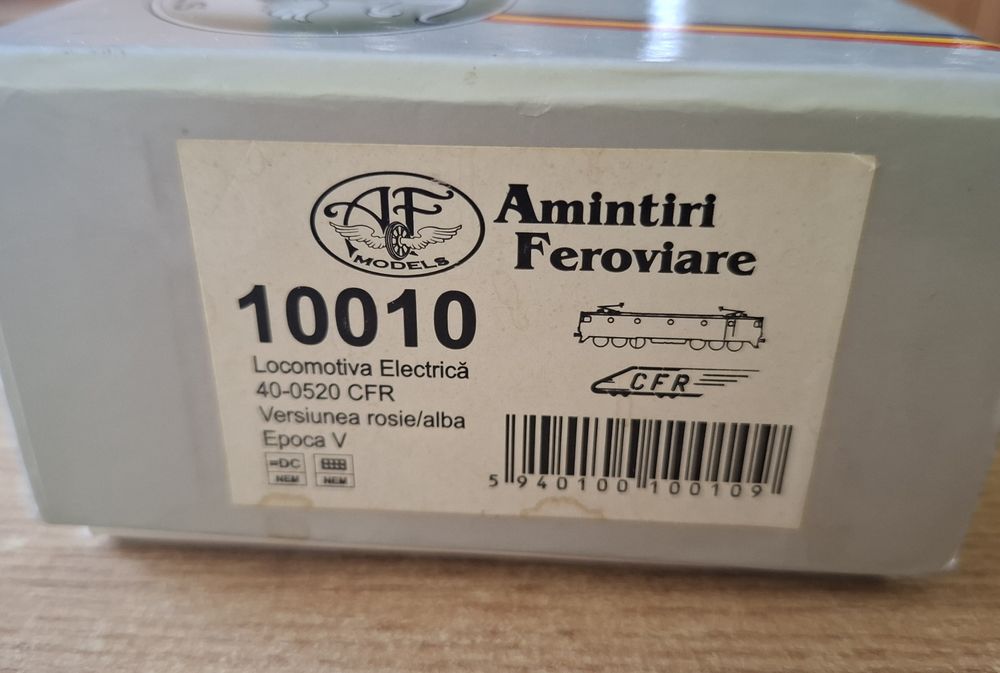 AF
MODELS
Amintiri
Feroviare
10010
Locomotiva Electrică
40-0520 CFR
Versiunea rosie/alba
Epoca V
=DC
NEM
NEM
CFR
5 940100 100109